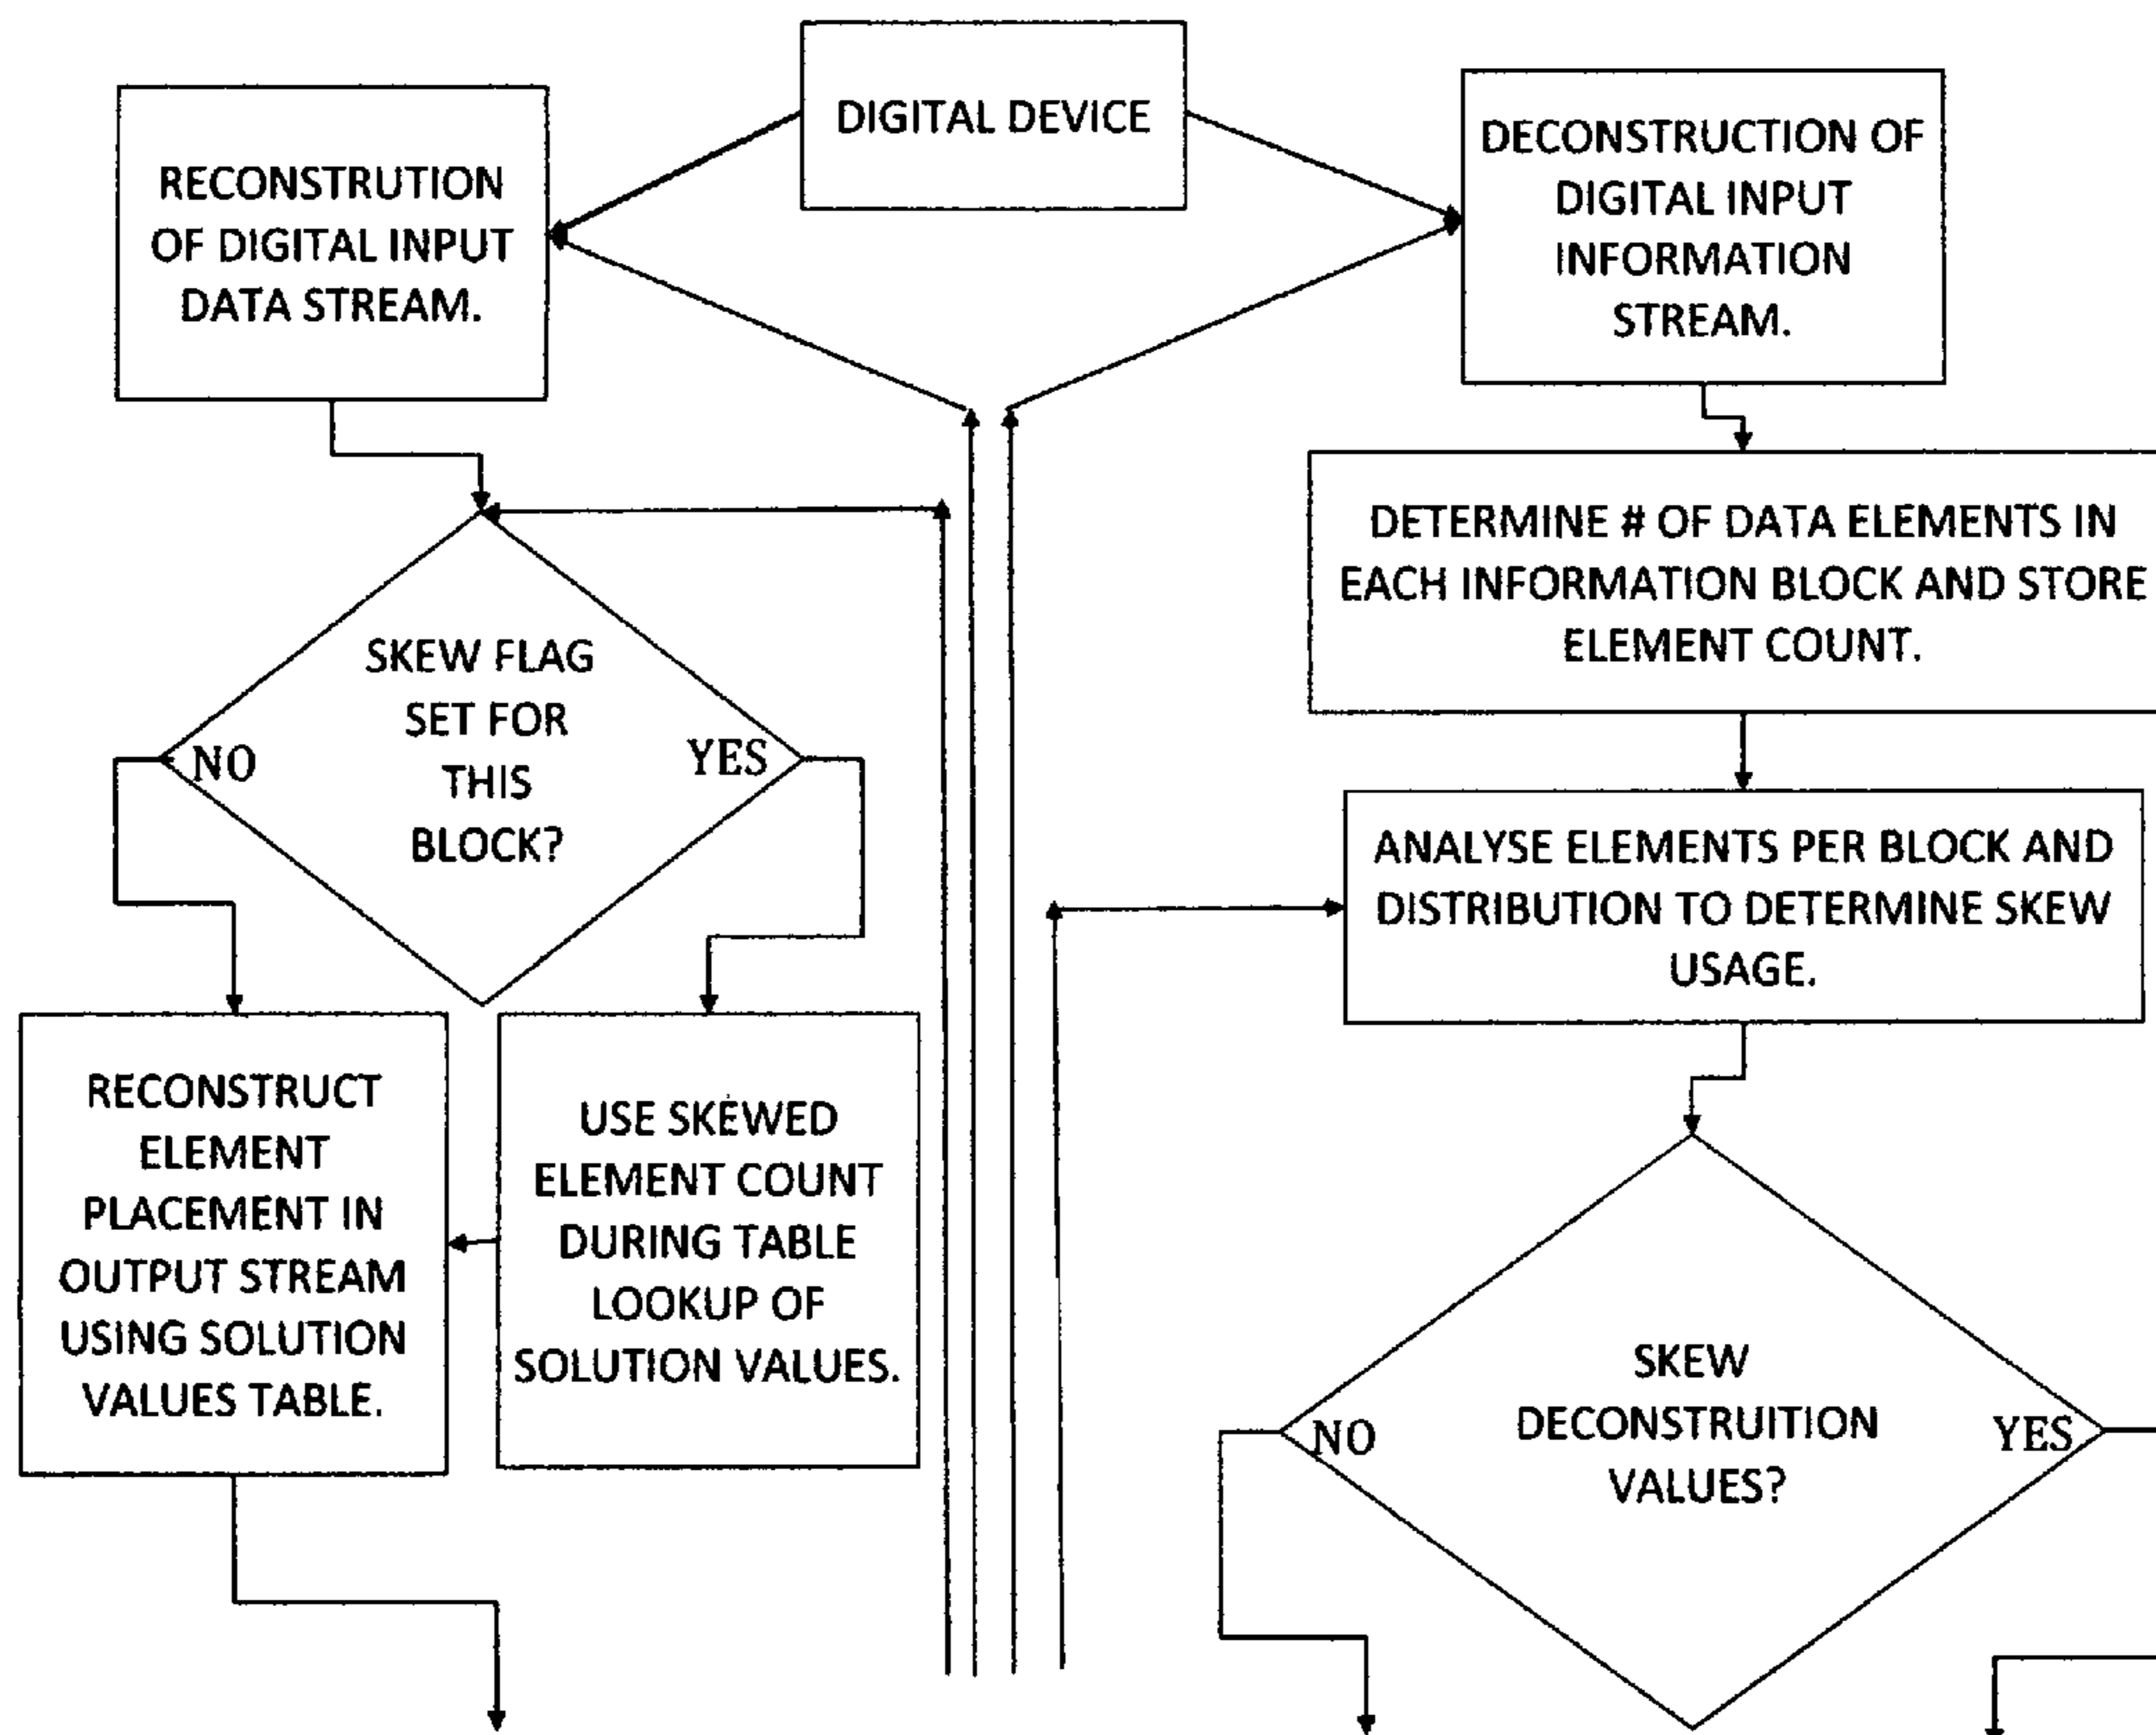 DIGITAL DEVICE
RECONSTRUTION
OF DIGITAL INPUT
DATA STREAM.
DECONSTRUCTION OF
DIGITAL INPUT
INFORMATION
STREAM.
SKEW FLAG
SET FOR
THIS
BLOCK?
NO
YES
RECONSTRUCT
ELEMENT
PLACEMENT IN
OUTPUT STREAM
USING SOLUTION
VALUES TABLE.
USE SKEWED
ELEMENT COUNT
DURING TABLE
LOOKUP OF
SOLUTION VALUES.
DETERMINE # OF DATA ELEMENTS IN
EACH INFORMATION BLOCK AND STORE
ELEMENT COUNT.
ANALYSE ELEMENTS PER BLOCK AND
DISTRIBUTION TO DETERMINE SKEW
USAGE.
SKEW
DECONSTRUITION
VALUES?
NO
YES